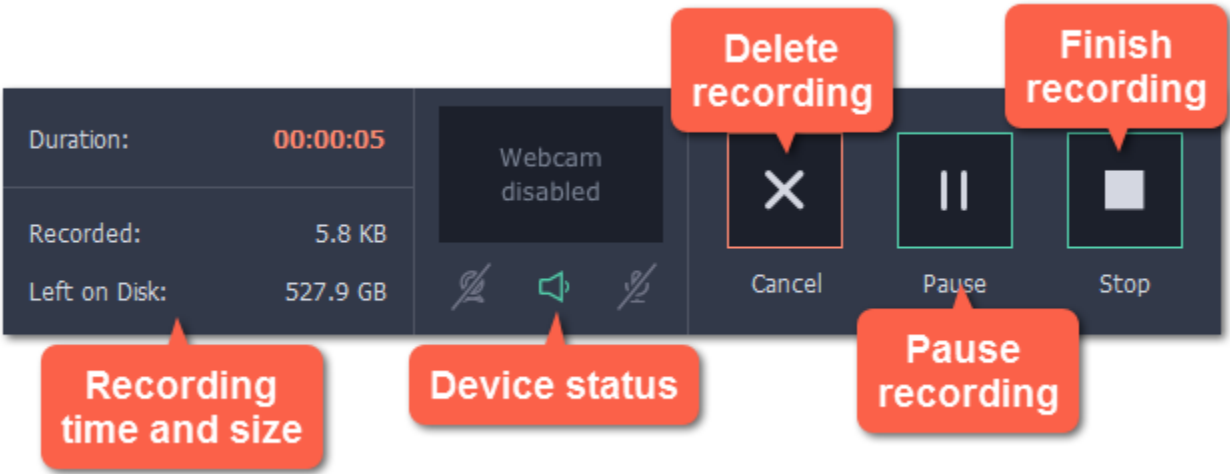 Delete
recording
Finish
recording
Duration: 00:00:05
Webcam
disabled
Recorded: 5.8 KB
Left on Disk: 527.9 GB
Cancel Pause Stop
Recording
time and size
Device status
Pause
recording